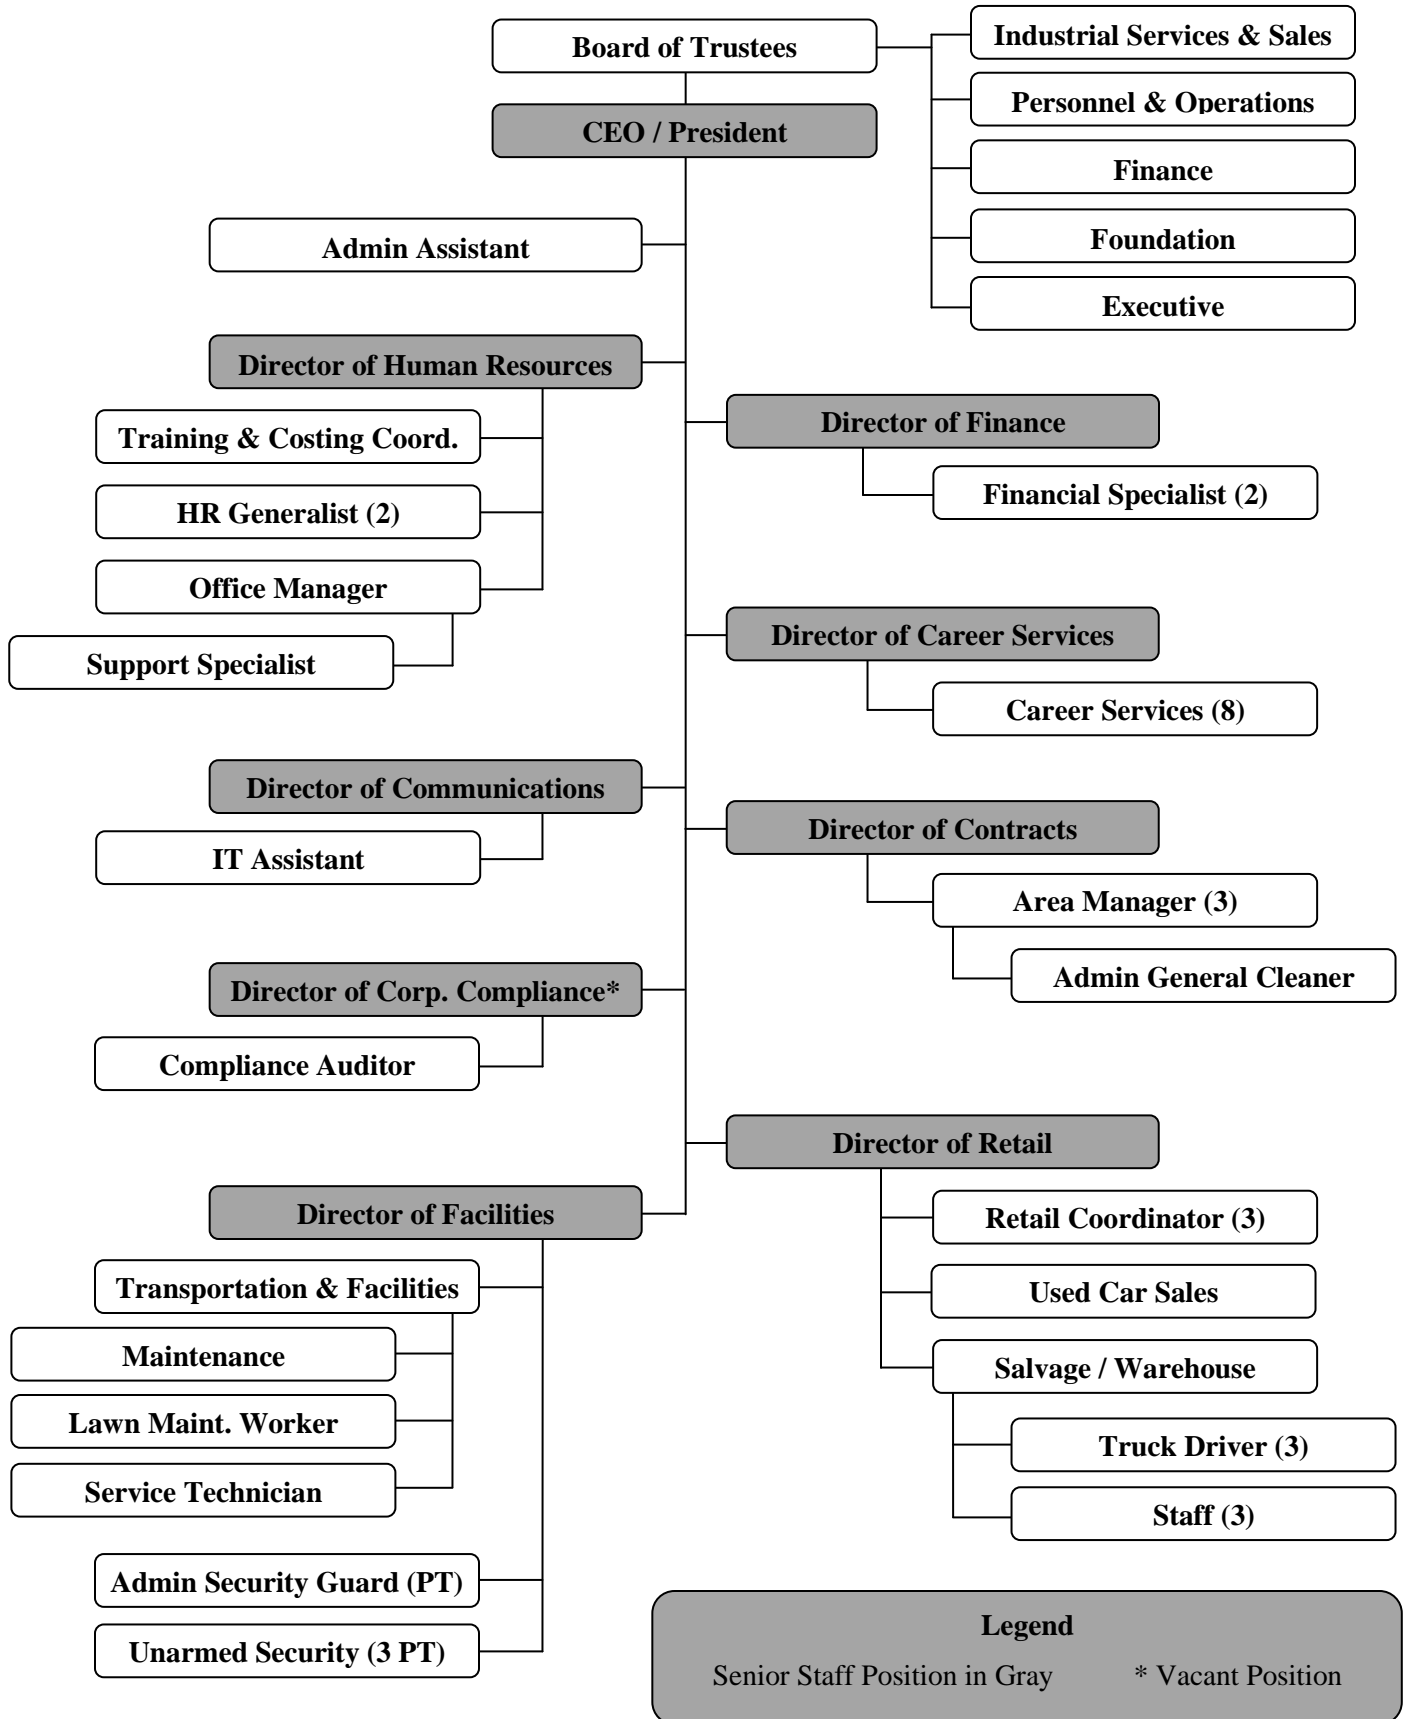 Board of Trustees
Industrial Services & Sales
Personnel & Operations
Finance
Foundation
Executive
CEO / President
Admin Assistant
Director of Human Resources
Training & Costing Coord.
HR Generalist (2)
Office Manager
Support Specialist
Director of Finance
Financial Specialist (2)
Director of Career Services
Career Services (8)
Director of Communications
IT Assistant
Director of Contracts
Area Manager (3)
Admin General Cleaner
Director of Corp. Compliance*
Compliance Auditor
Director of Retail
Retail Coordinator (3)
Used Car Sales
Salvage / Warehouse
Truck Driver (3)
Staff (3)
Director of Facilities
Transportation & Facilities
Maintenance
Lawn Maint. Worker
Service Technician
Admin Security Guard (PT)
Unarmed Security (3 PT)
Legend
Senior Staff Position in Gray * Vacant Position